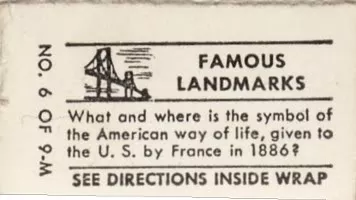 NO. 6 OF 9-M
FAMOUS
LANDMARKS
What and where is the symbol of
the American way of life, given to
the U. S. by France in 1886?
SEE DIRECTIONS INSIDE WRAP